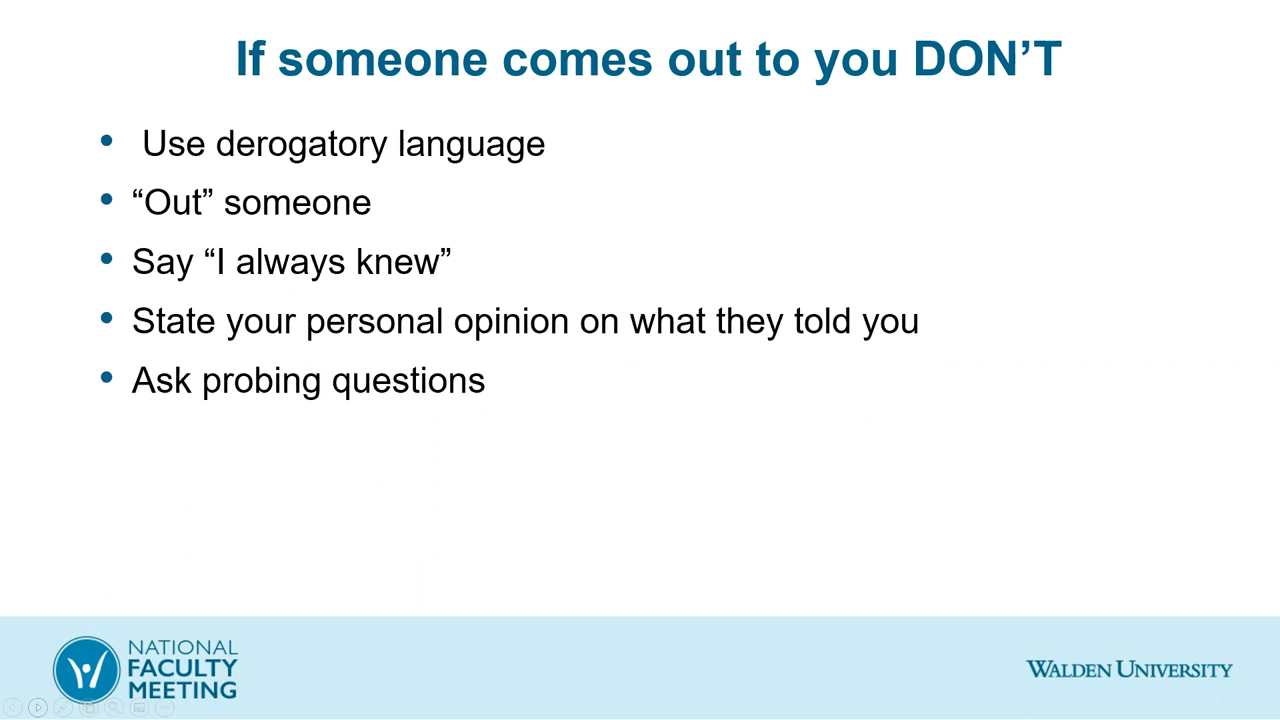 If someone comes out to you DON’T
• Use derogatory language
• “Out” someone
• Say “I always knew”
• State your personal opinion on what they told you
• Ask probing questions
NATIONAL
FACULTY
MEETING
WALDEN UNIVERSITY